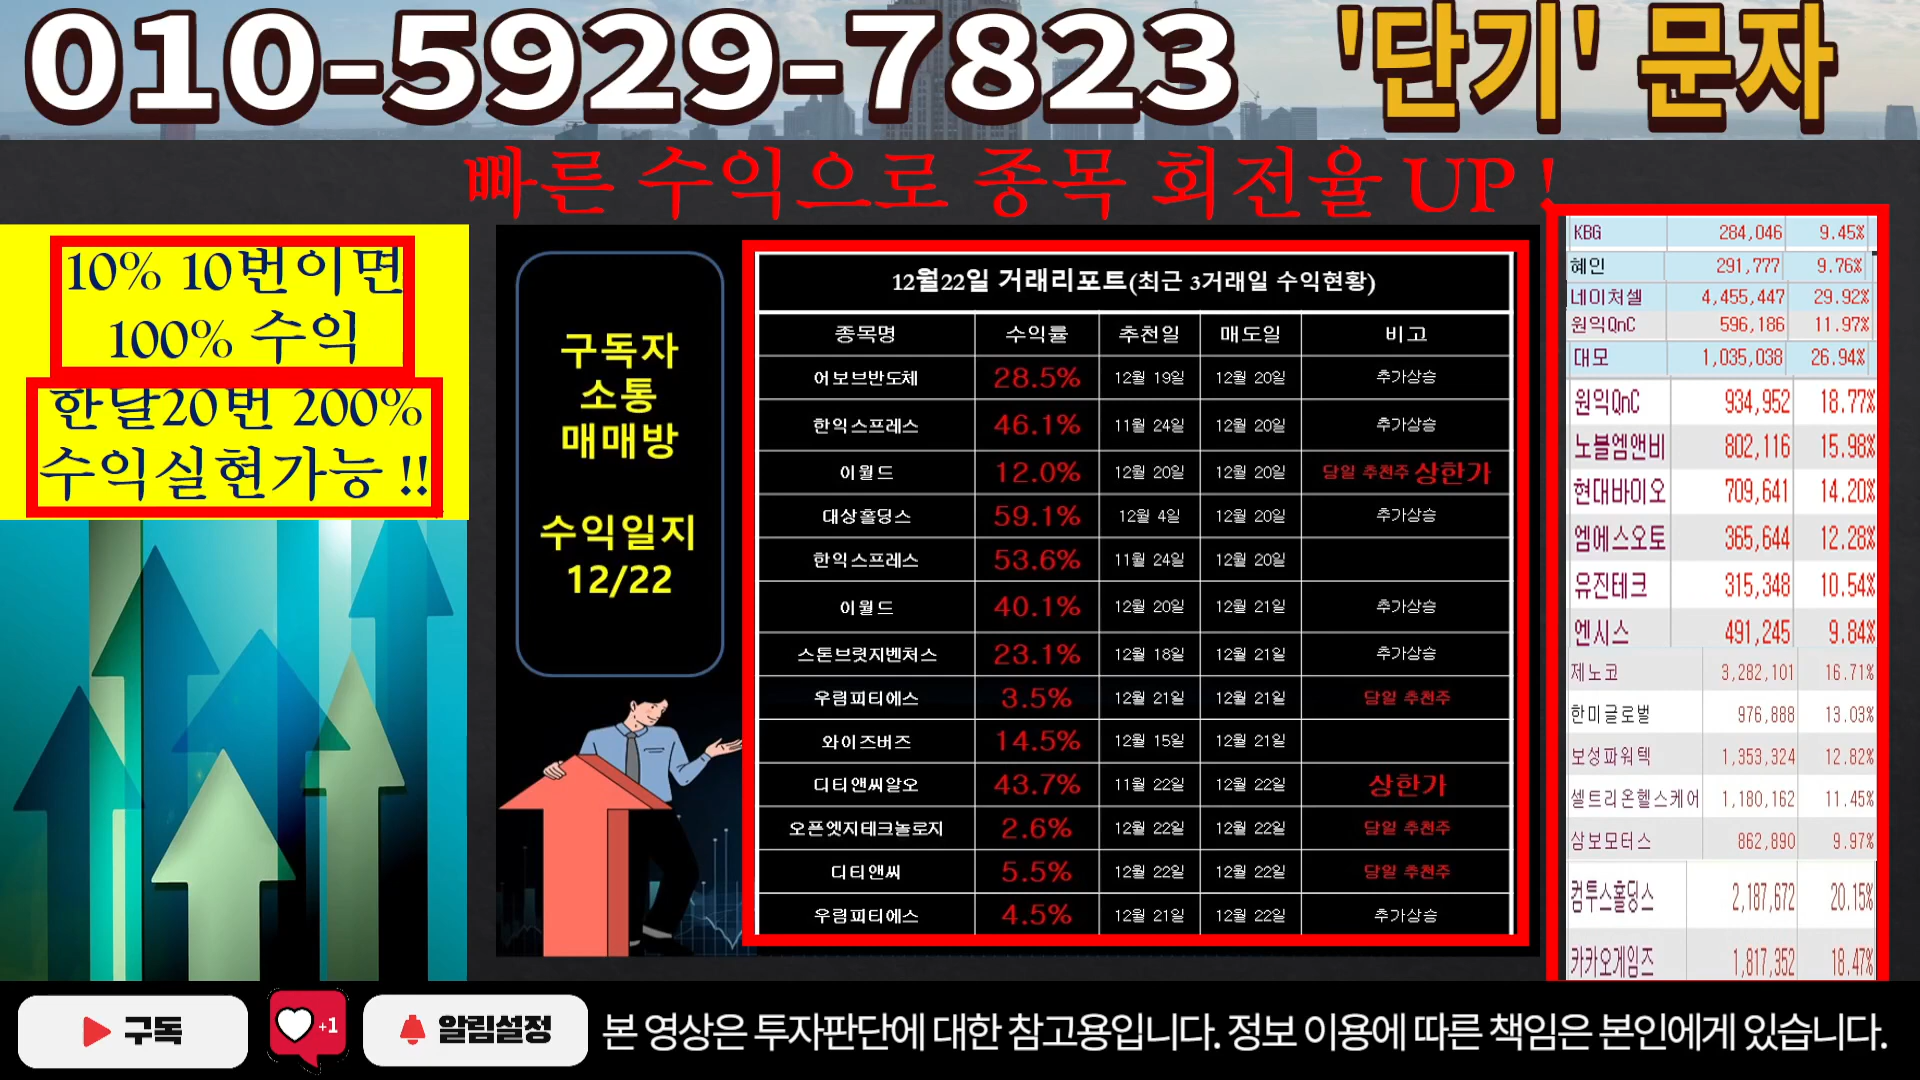 010-5929-7823 '단기' 문자
빠른 수익으로 종목 회전율 UP !
10% 10번이면
100% 수익
한달20번 200%
수익실현가능 !!
구독자
소통
매매방
수익일지
12/22
12월22일 거래리포트(최근 3거래일 수익현황)
종목명 수익률 추천일 매도일 비고
어보브반도체 28.5% 12월 19일 12월 20일 추가상승
한익스프레스 46.1% 11월 24일 12월 20일 추가상승
이월드 12.0% 12월 20일 12월 20일 당일 추천주 상한가
대상홀딩스 59.1% 12월 4일 12월 20일 추가상승
한익스프레스 53.6% 11월 24일 12월 20일
이월드 40.1% 12월 20일 12월 21일 추가상승
스톤브릿지벤처스 23.1% 12월 18일 12월 21일 추가상승
우림피티에스 3.5% 12월 21일 12월 21일 당일 추천주
와이즈버즈 14.5% 12월 15일 12월 21일
디티앤씨알오 43.7% 11월 22일 12월 22일 상한가
오픈엣지테크놀로지 2.6% 12월 22일 12월 22일 당일 추천주
디티앤씨 5.5% 12월 22일 12월 22일 당일 추천주
우림피티에스 4.5% 12월 21일 12월 22일 추가상승
KBG 284,046 9.45%
혜인 291,777 9.76%
네이처셀 4,455,447 29.92%
원익QnC 596,186 11.97%
대모 1,035,038 26.94%
원익QnC 934,952 18.77%
노블엠앤비 802,116 15.98%
현대바이오 709,641 14.20%
엠에스오토 365,644 12.28%
유진테크 315,348 10.54%
엔시스 491,245 9.84%
제노코 3,282,101 16.71%
한미글로벌 976,888 13.03%
보성파워텍 1,353,324 12.82%
셀트리온헬스케어 1,180,162 11.45%
삼보모터스 862,890 9.97%
컴투스홀딩스 2,187,672 20.15%
카카오게임즈 1,817,352 18.47%
구독 +1 알림설정 본 영상은 투자판단에 대한 참고용입니다. 정보 이용에 따른 책임은 본인에게 있습니다.